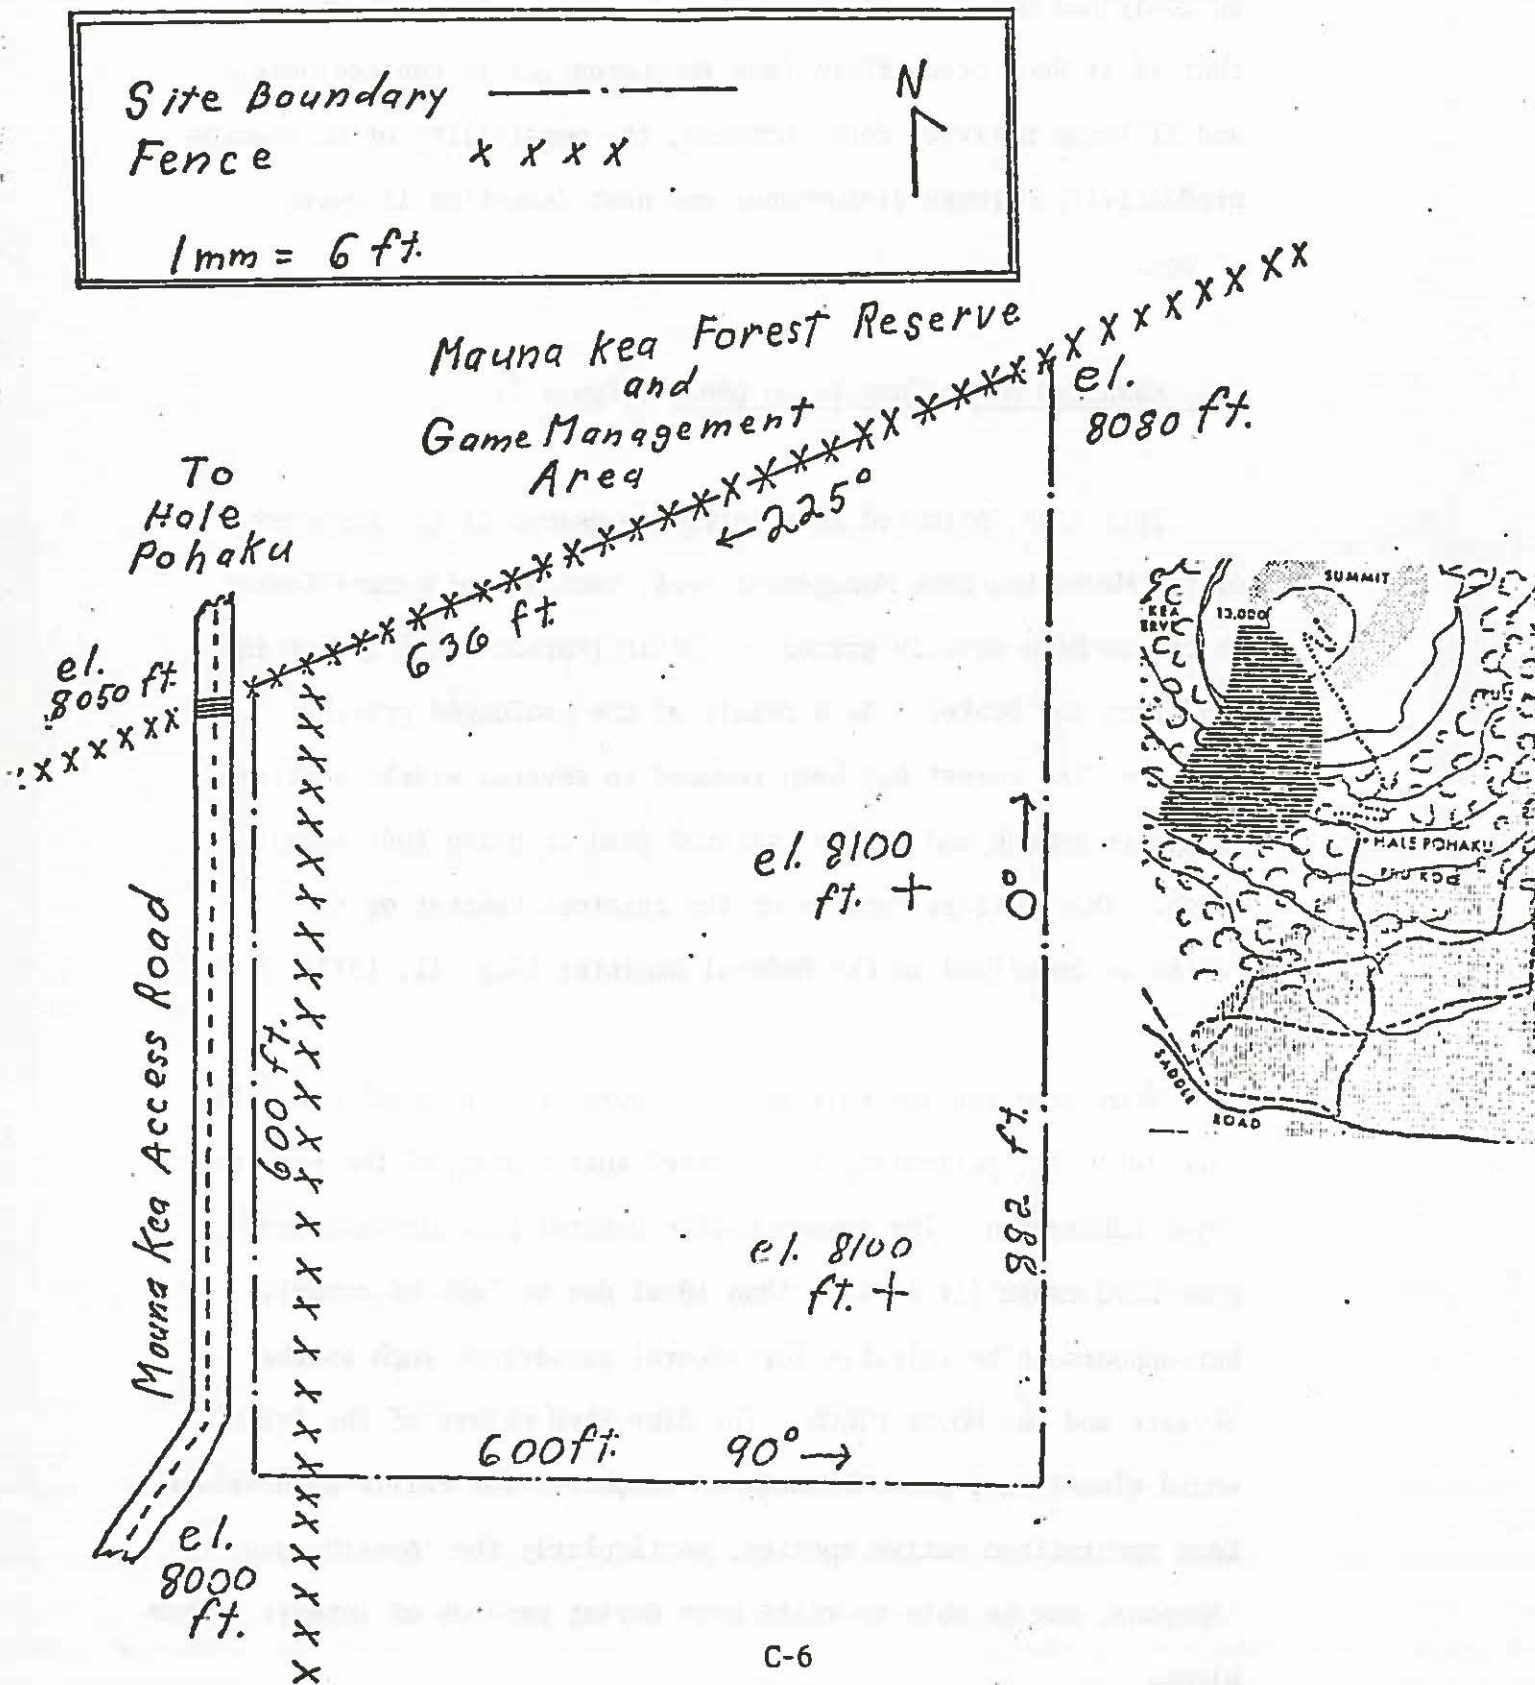 Site Boundary
Fence x x x x
1mm = 6 ft.
N
Mauna Kea Forest Reserve
and
Game Management
Area
el.
8080 ft.
225°
To
Hale
Pohaku
636 ft.
el.
8050 ft
el. 8100
ft. +
0°
Mauna Kea Access Road
600 ft.
882 ft.
el. 8100
ft. +
600ft. 90°
el.
8000
ft.
SUMMIT
13,000
KEA
HALE POHAKU
SADDLE
ROAD
C-6